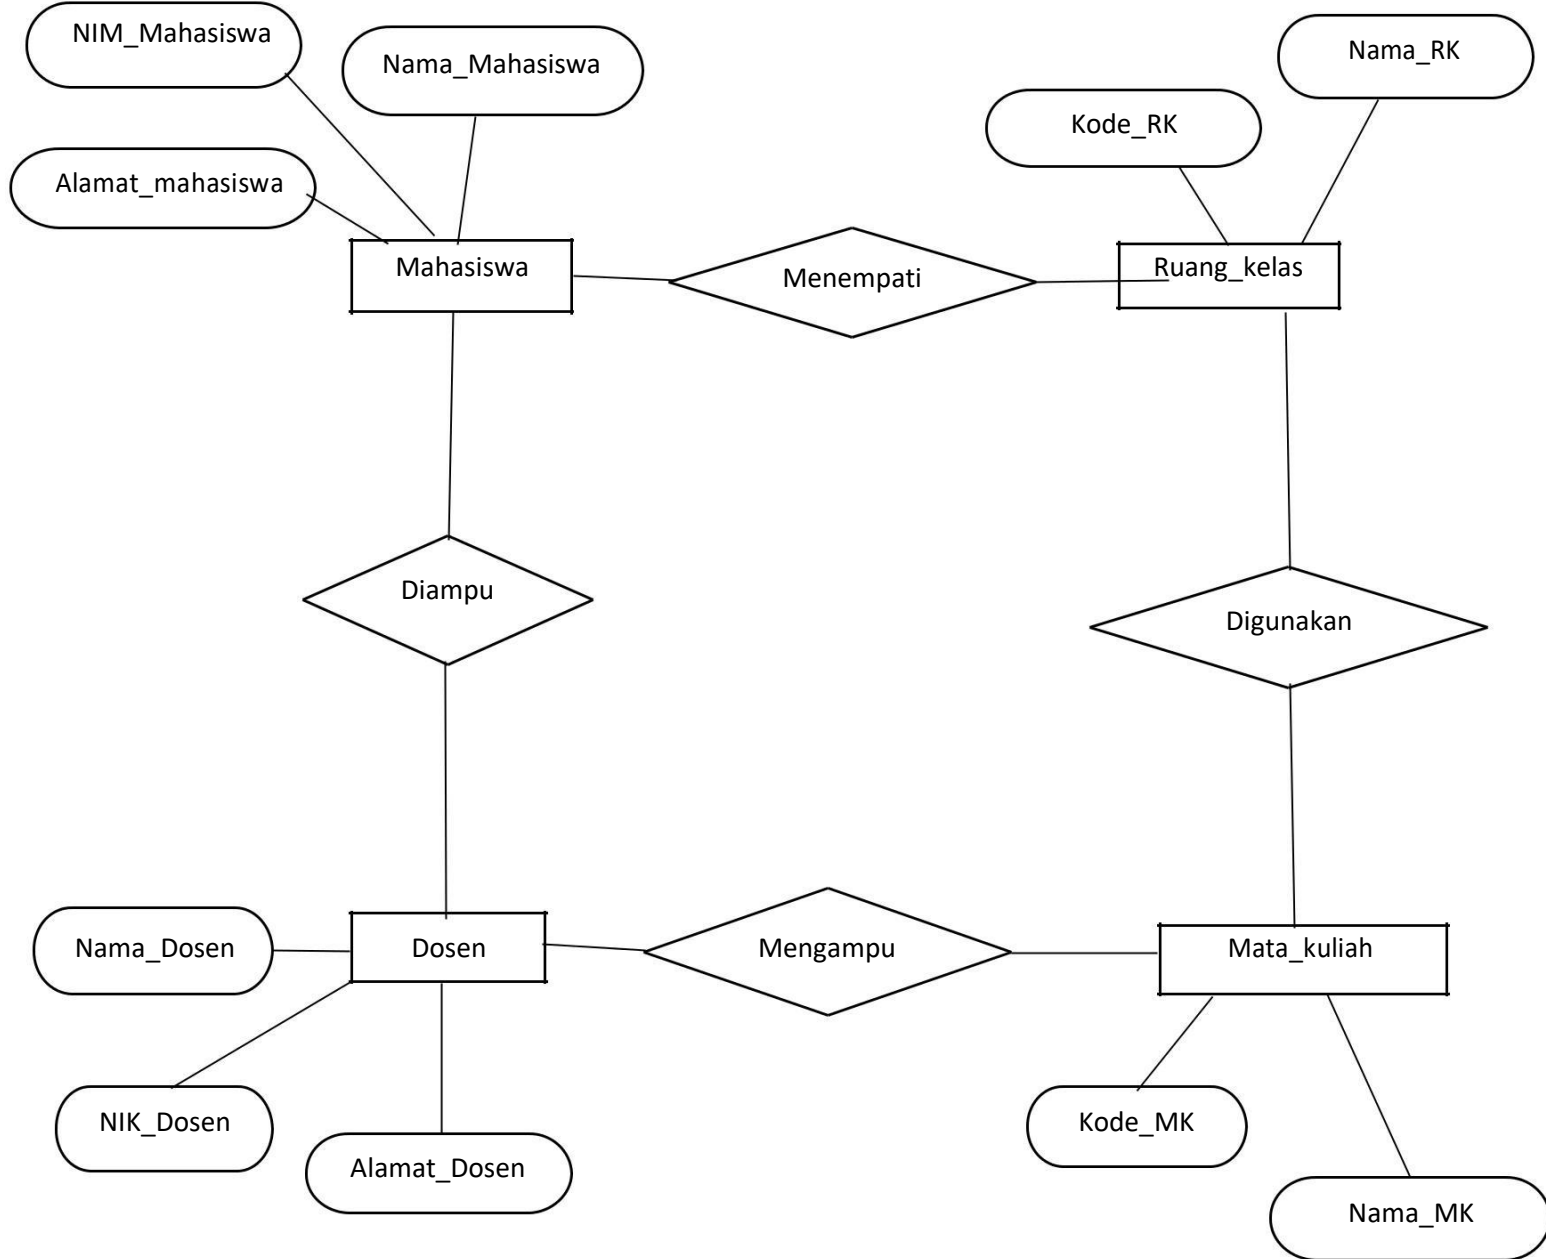 NIM_Mahasiswa
Nama_Mahasiswa
Nama_RK
Kode_RK
Alamat_mahasiswa
Mahasiswa
Menempati
Ruang_kelas
Diampu
Digunakan
Nama_Dosen
Dosen
Mengampu
Mata_kuliah
NIK_Dosen
Kode_MK
Alamat_Dosen
Nama_MK